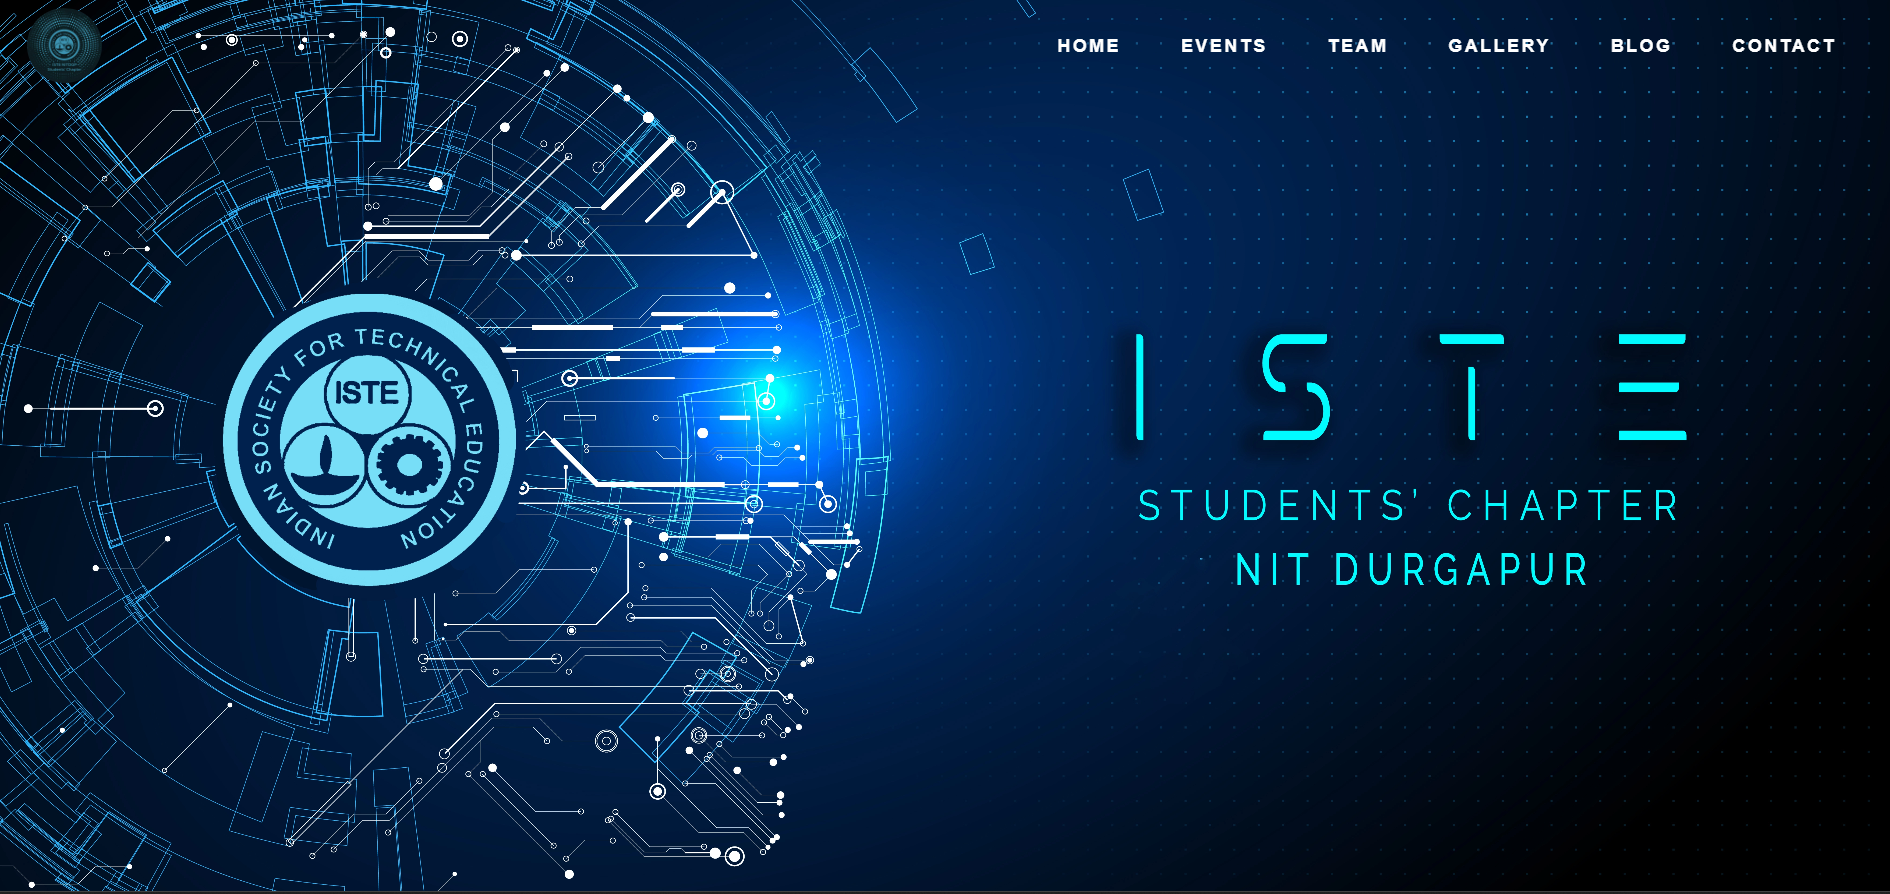 HOME EVENTS TEAM GALLERY BLOG CONTACT
INDIAN SOCIETY FOR TECHNICAL EDUCATION
ISTE
ISTE
STUDENTS' CHAPTER
NIT DURGAPUR